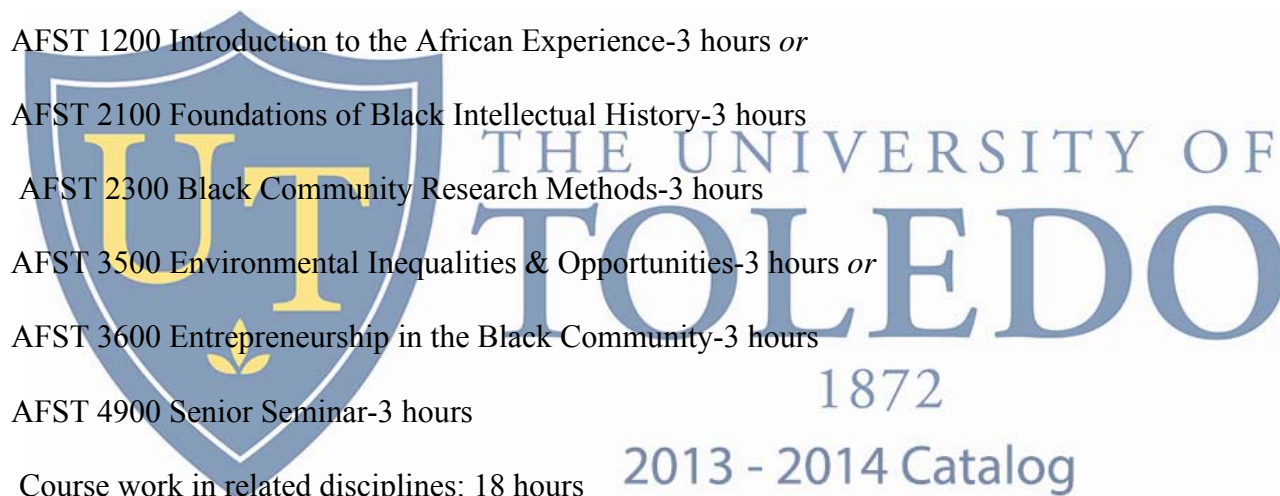 AFST 1200 Introduction to the African Experience-3 hours or
AFST 2100 Foundations of Black Intellectual History-3 hours
THE UNIVERSITY OF
AFST 2300 Black Community Research Methods-3 hours
TOLEDO
AFST 3500 Environmental Inequalities & Opportunities-3 hours or
UT
AFST 3600 Entrepreneurship in the Black Community-3 hours
1872
AFST 4900 Senior Seminar-3 hours
2013 - 2014 Catalog
Course work in related disciplines: 18 hours